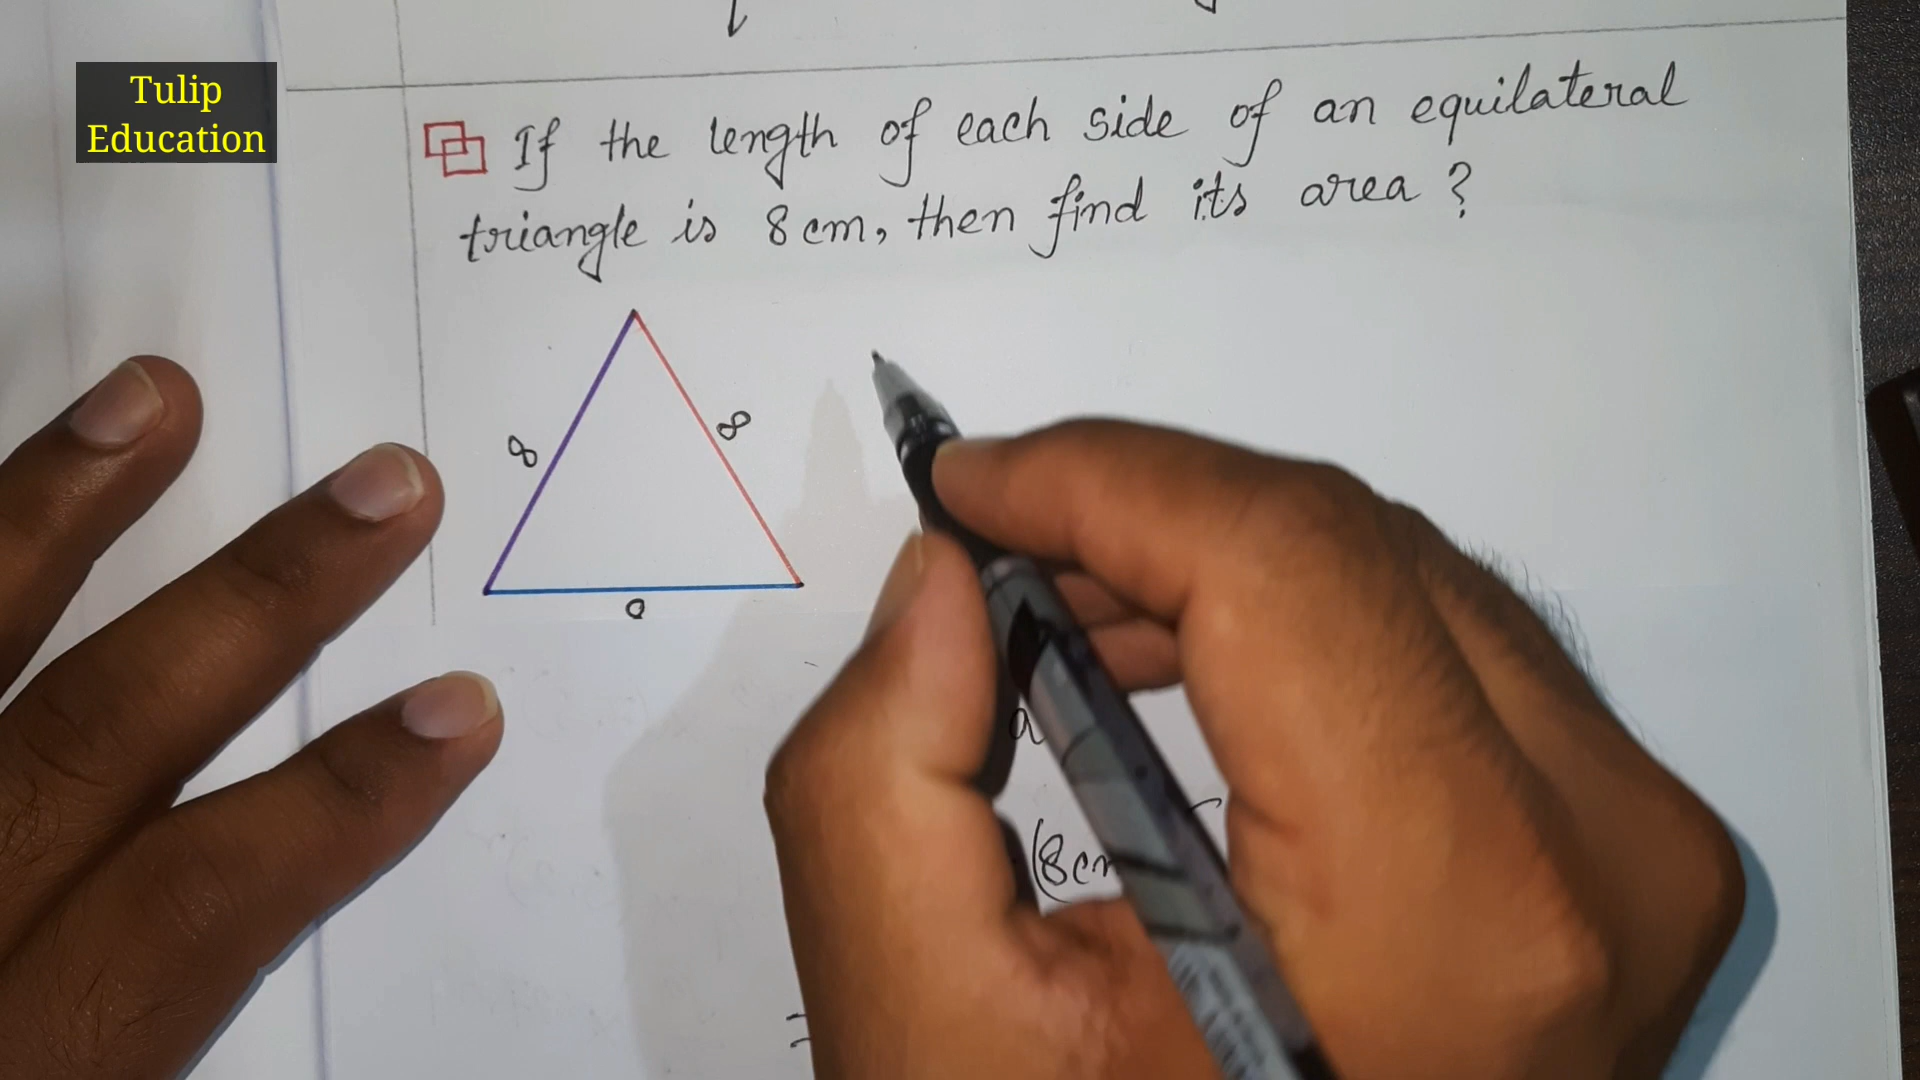 Tulip
Education
If the length of each side of an equilateral
triangle is 8 cm, then find its area ?
8
8
a
(8cm
=